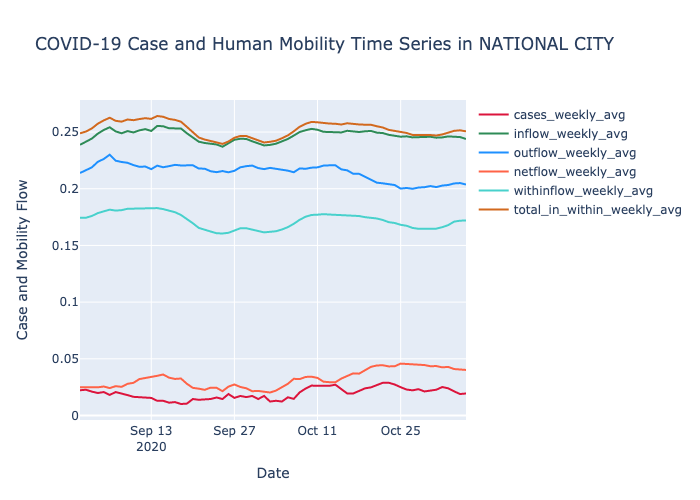 COVID-19 Case and Human Mobility Time Series in NATIONAL CITY
cases_weekly_avg
inflow_weekly_avg
outflow_weekly_avg
netflow_weekly_avg
withinflow_weekly_avg
total_in_within_weekly_avg
Case and Mobility Flow
0.25
0.2
0.15
0.1
0.05
0
Sep 13
2020
Sep 27
Oct 11
Oct 25
Date